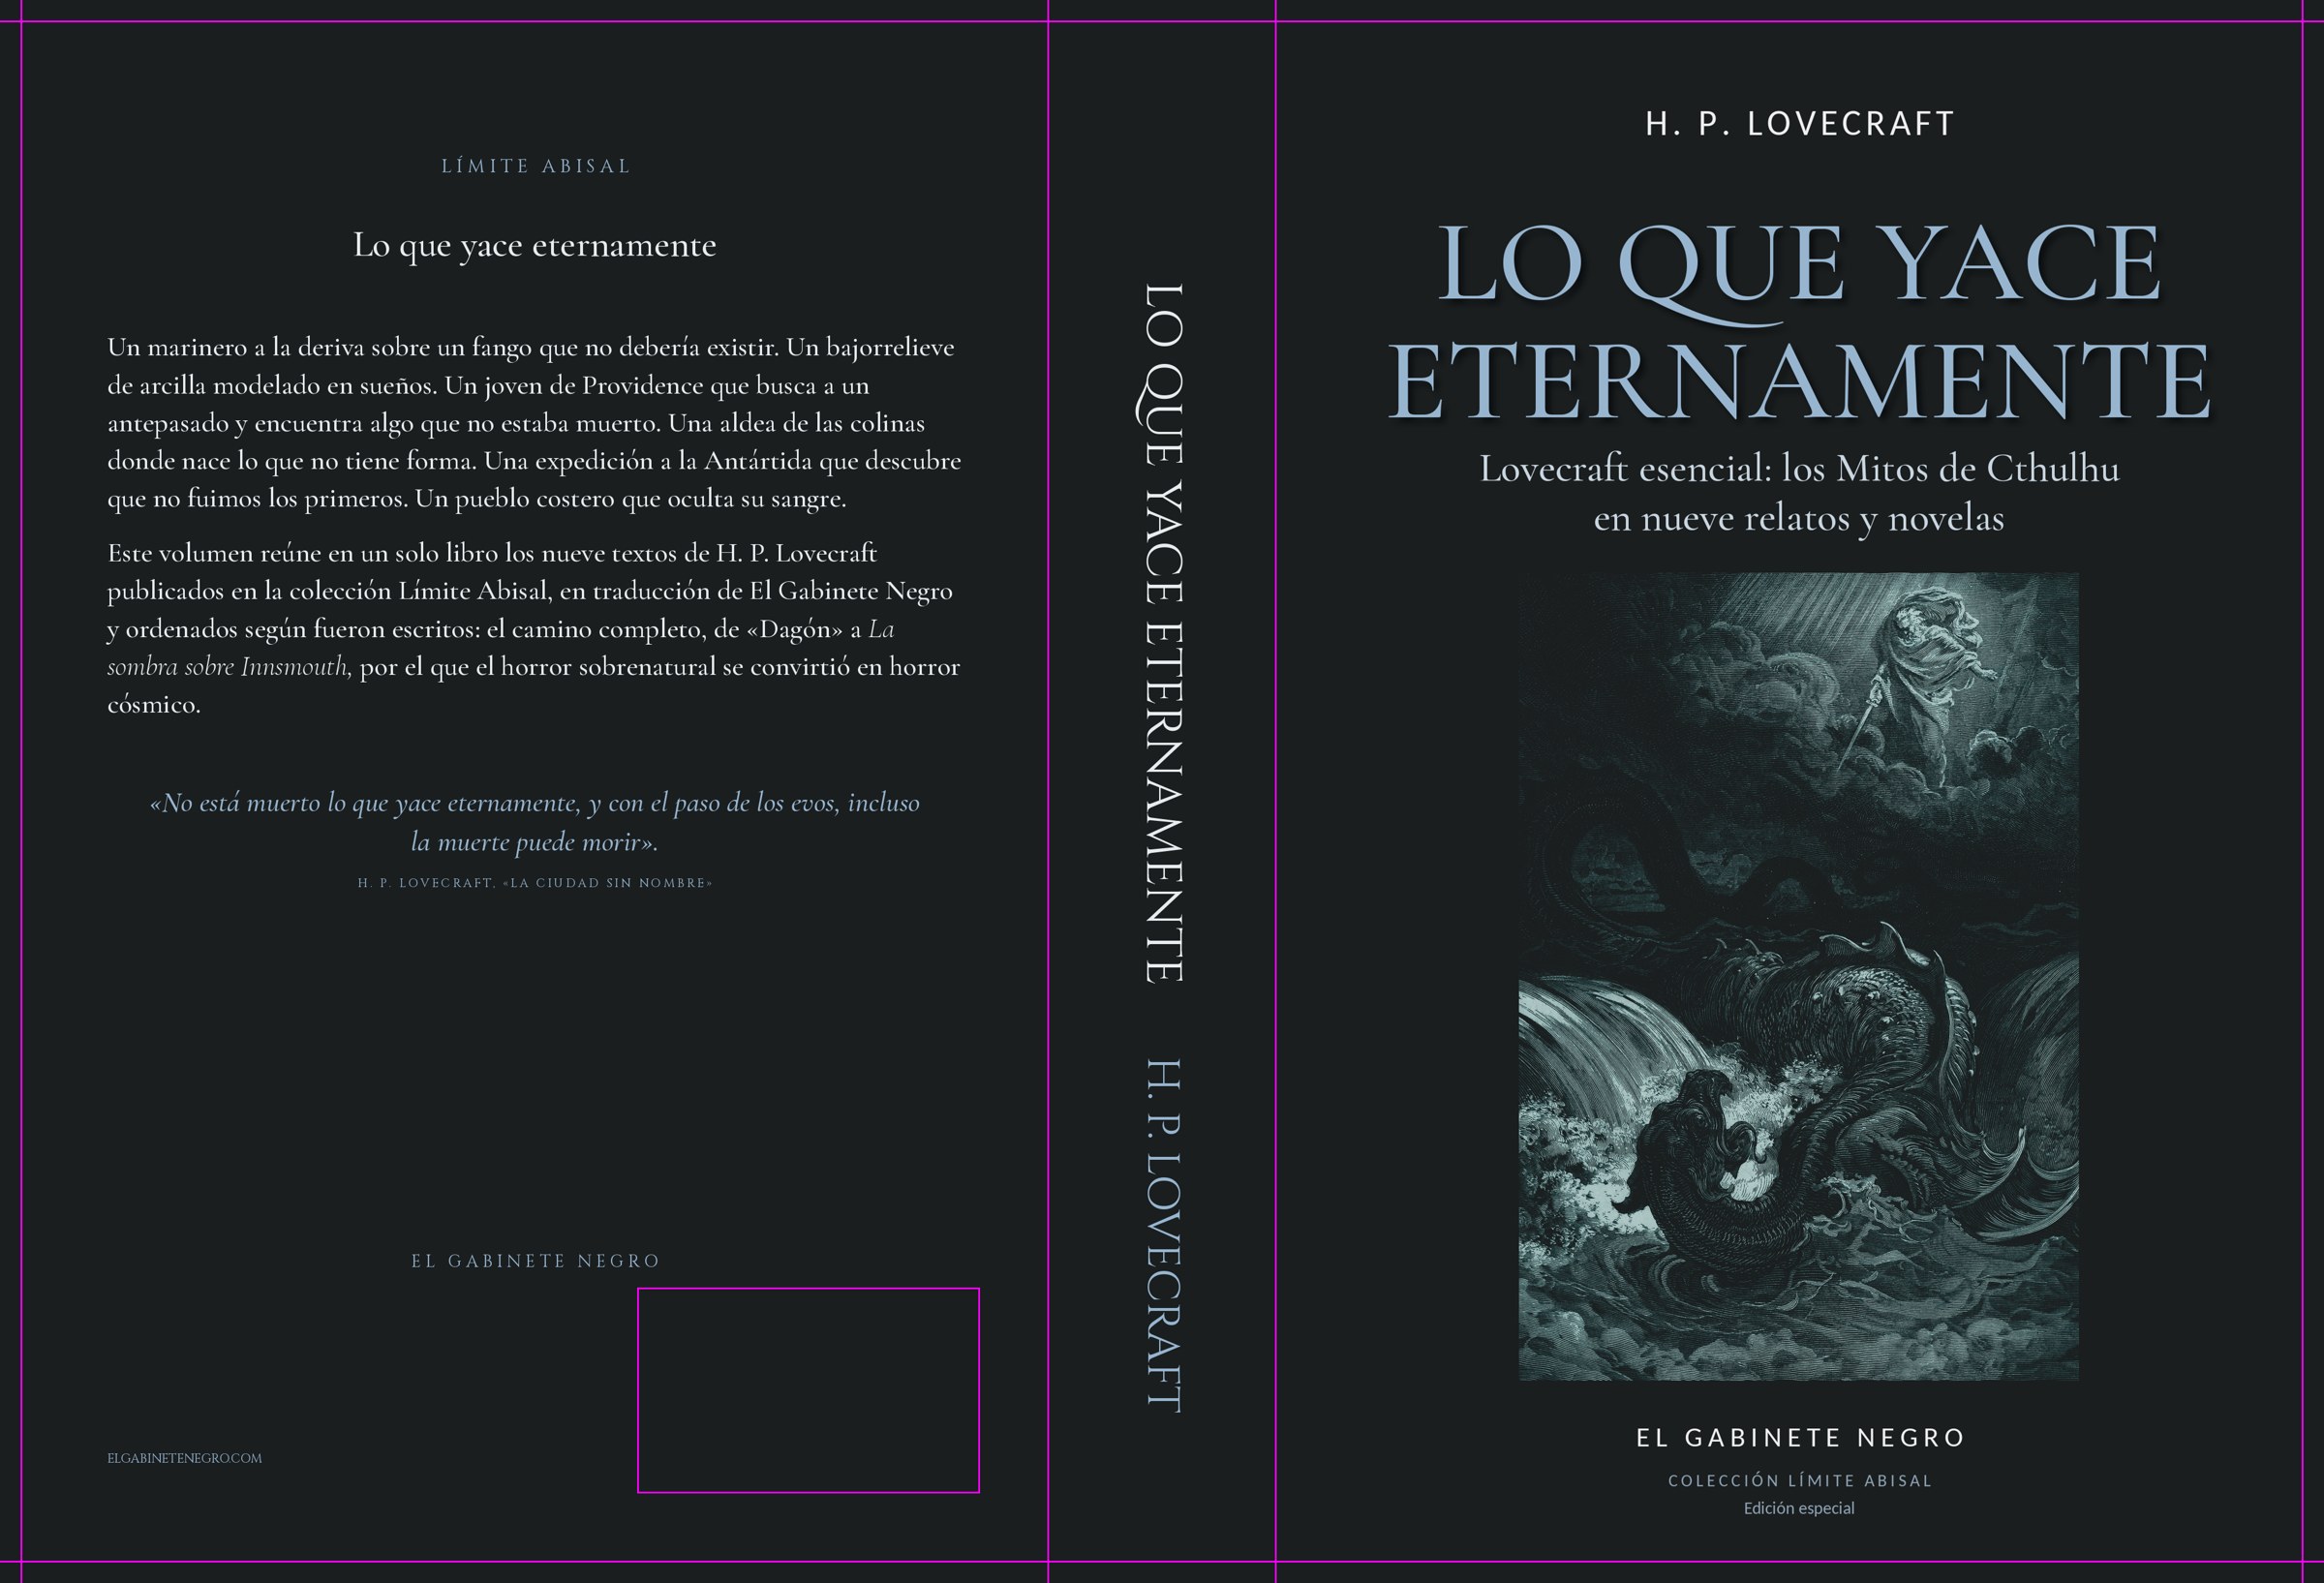 LÍMITE ABISAL
Lo que yace eternamente
Un marinero a la deriva sobre un fango que no debería existir. Un bajorrelieve
de arcilla modelado en sueños. Un joven de Providence que busca a un
antepasado y encuentra algo que no estaba muerto. Una aldea de las colinas
donde nace lo que no tiene forma. Una expedición a la Antártida que descubre
que no fuimos los primeros. Un pueblo costero que oculta su sangre.
Este volumen reúne en un solo libro los nueve textos de H. P. Lovecraft
publicados en la colección Límite Abisal, en traducción de El Gabinete Negro
y ordenados según fueron escritos: el camino completo, de «Dagón» a La
sombra sobre Innsmouth, por el que el horror sobrenatural se convirtió en horror
cósmico.
«No está muerto lo que yace eternamente, y con el paso de los evos, incluso
la muerte puede morir».
H. P. LOVECRAFT, «LA CIUDAD SIN NOMBRE»
EL GABINETE NEGRO
ELGABINETENEGRO.COM
LO QUE YACE ETERNAMENTE
H. P. LOVECRAFT
H. P. LOVECRAFT
LO QUE YACE
ETERNAMENTE
Lovecraft esencial: los Mitos de Cthulhu
en nueve relatos y novelas
EL GABINETE NEGRO
COLECCIÓN LÍMITE ABISAL
Edición especial